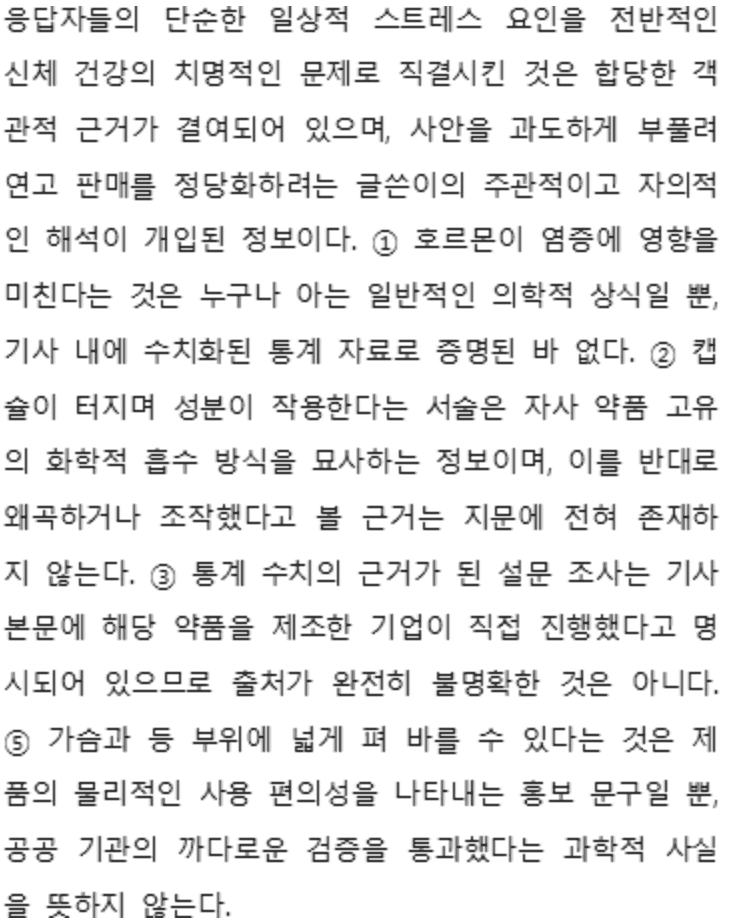 응답자들의 단순한 일상적 스트레스 요인을 전반적인
신체 건강의 치명적인 문제로 직결시킨 것은 합당한 객
관적 근거가 결여되어 있으며, 사안을 과도하게 부풀려
연고 판매를 정당화하려는 글쓴이의 주관적이고 자의적
인 해석이 개입된 정보이다. ① 호르몬이 염증에 영향을
미친다는 것은 누구나 아는 일반적인 의학적 상식일 뿐,
기사 내에 수치화된 통계 자료로 증명된 바 없다. ② 캡
슐이 터지며 성분이 작용한다는 서술은 자사 약품 고유
의 화학적 흡수 방식을 묘사하는 정보이며, 이를 반대로
왜곡하거나 조작했다고 볼 근거는 지문에 전혀 존재하
지 않는다. ③ 통계 수치의 근거가 된 설문 조사는 기사
본문에 해당 약품을 제조한 기업이 직접 진행했다고 명
시되어 있으므로 출처가 완전히 불명확한 것은 아니다.
⑤ 가슴과 등 부위에 넓게 펴 바를 수 있다는 것은 제
품의 물리적인 사용 편의성을 나타내는 홍보 문구일 뿐,
공공 기관의 까다로운 검증을 통과했다는 과학적 사실
을 뜻하지 않는다.